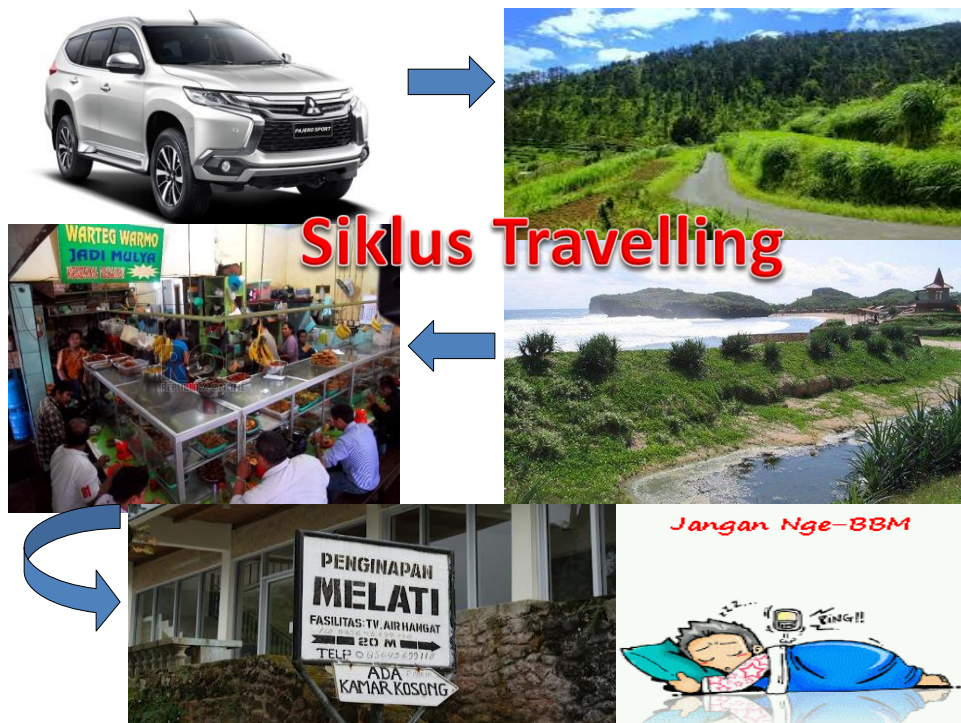 PAJERO SPORT
Siklus Travelling
WARTEG WARMO
JADI MULYA
Jangan Nge-BBM
PENGINAPAN
MELATI
FASILITAS:TV.AIR HANGAT
20 M
TELP
ADA
KAMAR KOSONG
zzz...
BING!!